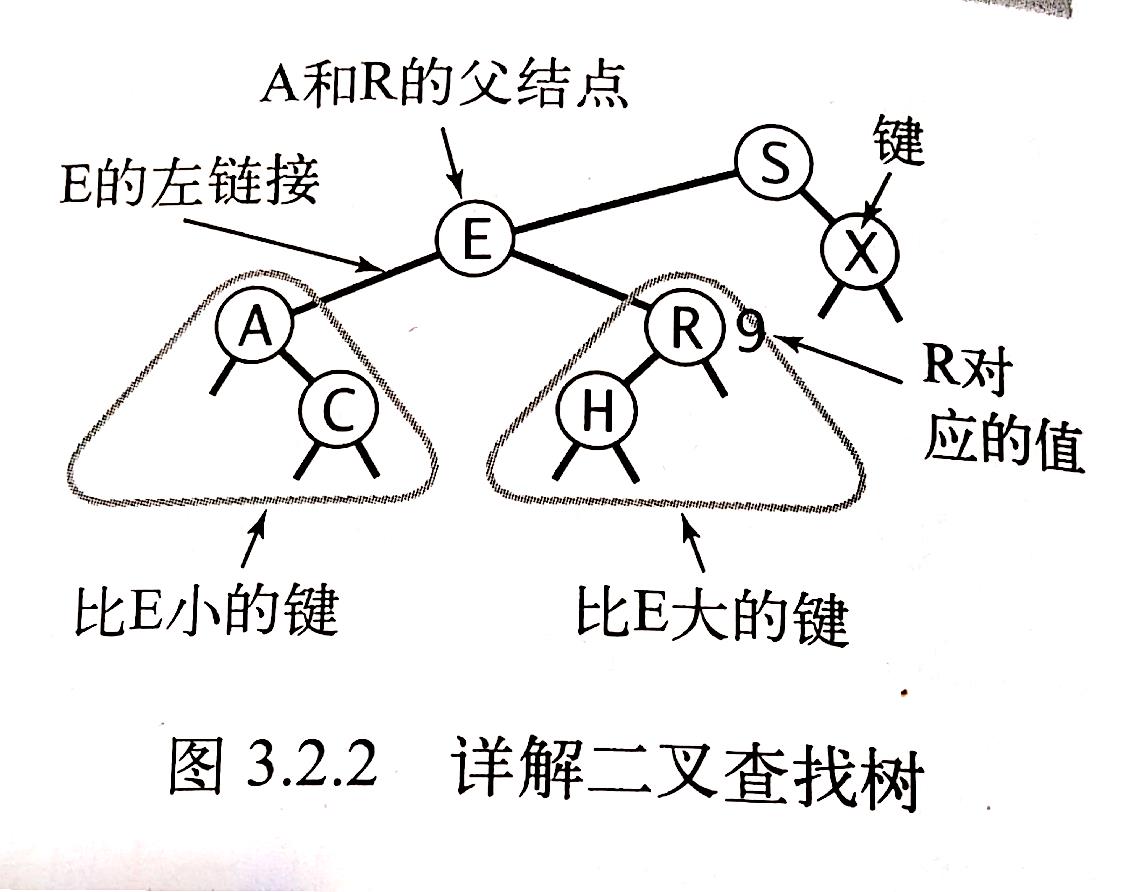 A和R的父结点
键
E的左链接
S
E
X
A
R 9
R对
应的值
C
H
比E小的键
比E大的键
图 3.2.2 详解二叉查找树